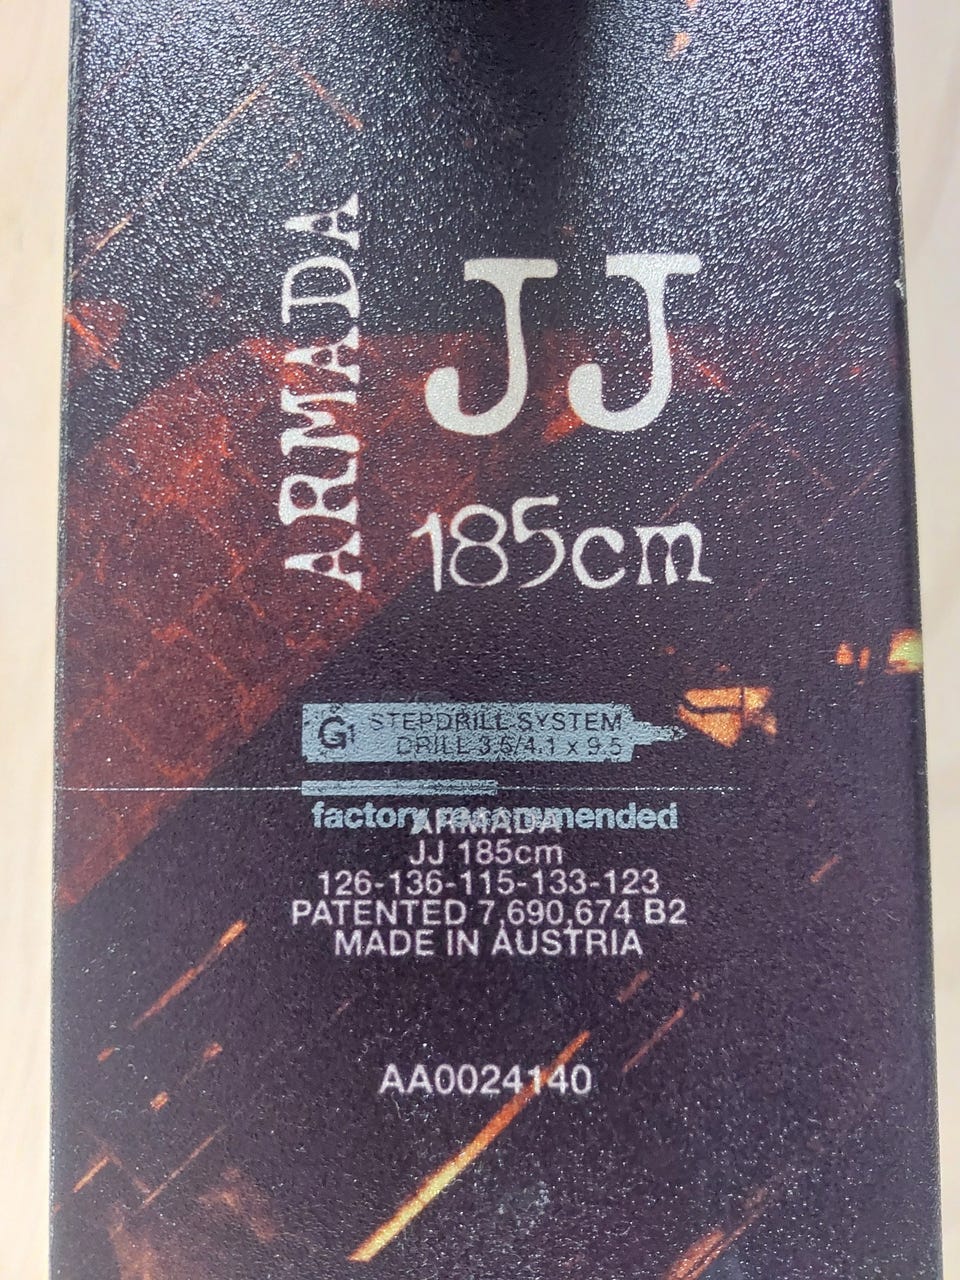 ARMADA
JJ
185cm
G1 STEPDRILL-SYSTEM
DRILL 3.5/4.1 x 9.5
factory recommended
ARMADA
JJ 185cm
126-136-115-133-123
PATENTED 7,690,674 B2
MADE IN AUSTRIA
AA0024140